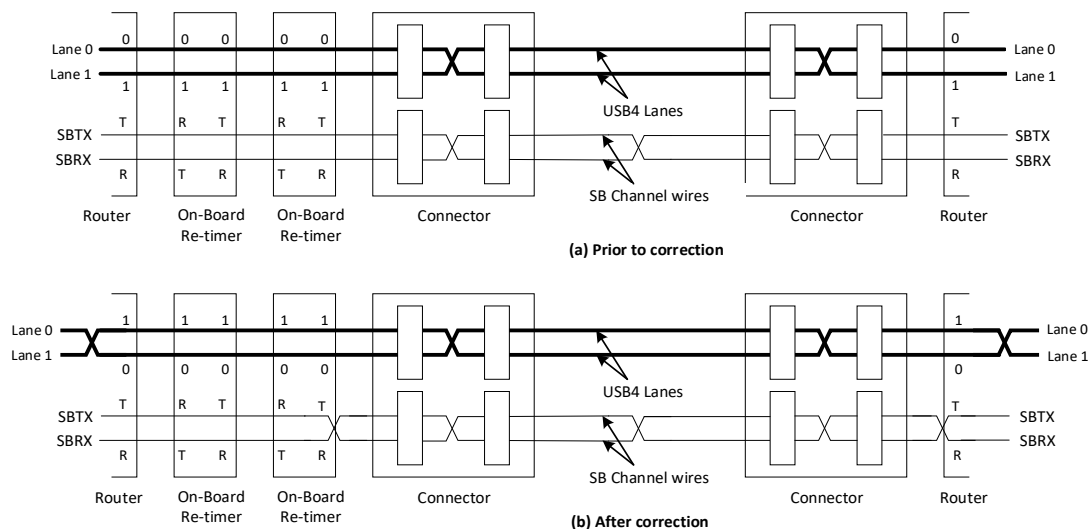 0 0 0 0 0 0
Lane 0 Lane 0
Lane 1 Lane 1
1 1 1 1 1 1
USB4 Lanes
T R T R T T
SBTX SBTX
SBRX SBRX
R T R T R R
SB Channel wires
Router On-Board Re-timer On-Board Re-timer Connector Connector Router
(a) Prior to correction
1 1 1 1 1 1
Lane 0 Lane 0
Lane 1 Lane 1
0 0 0 0 0 0
USB4 Lanes
T R T R T T
SBTX SBTX
SBRX SBRX
R T R T R R
SB Channel wires
Router On-Board Re-timer On-Board Re-timer Connector Connector Router
(b) After correction